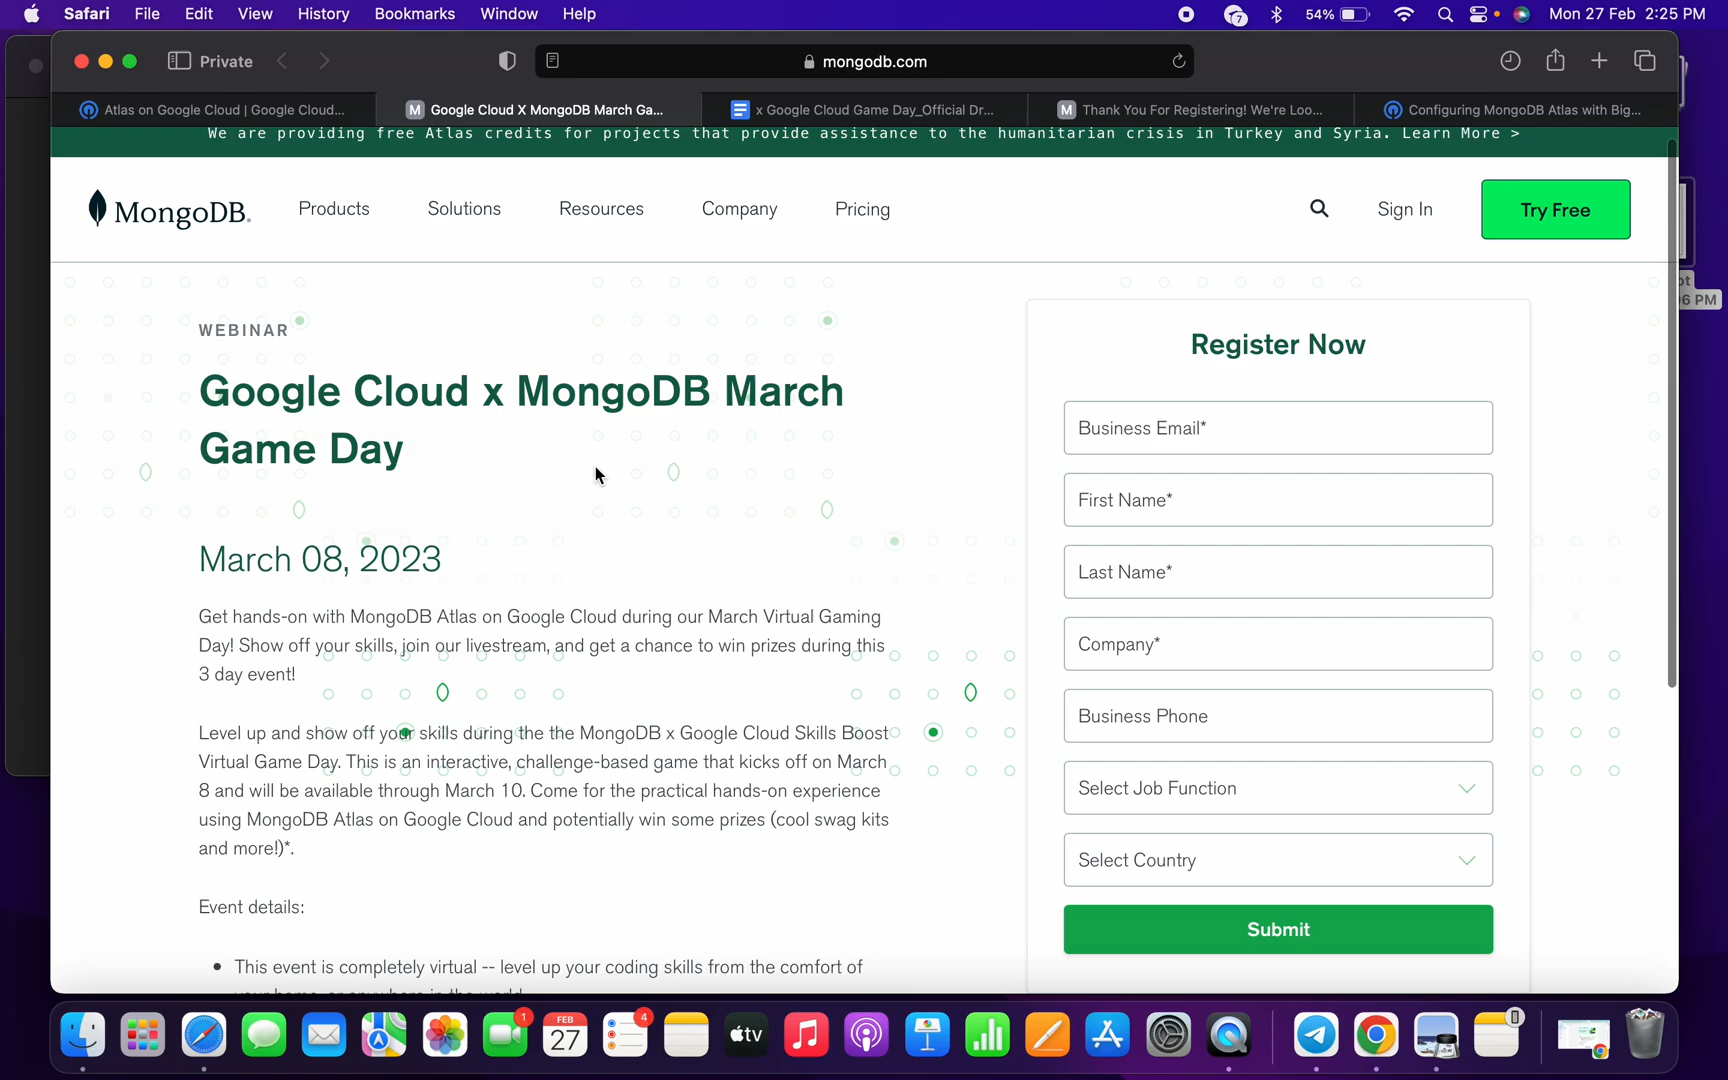 Safari File Edit View History Bookmarks Window Help
7
54%
Mon 27 Feb 2:25 PM
Private
mongodb.com
Atlas on Google Cloud | Google Cloud...
M Google Cloud X MongoDB March Ga...
x Google Cloud Game Day_Official Dr...
M Thank You For Registering! We're Loo...
Configuring MongoDB Atlas with Big...
We are providing free Atlas credits for projects that provide assistance to the humanitarian crisis in Turkey and Syria. Learn More >
MongoDB.
Products
Solutions
Resources
Company
Pricing
Sign In
Try Free
6 PM
WEBINAR
Google Cloud x MongoDB March
Game Day
March 08, 2023
Get hands-on with MongoDB Atlas on Google Cloud during our March Virtual Gaming
Day! Show off your skills, join our livestream, and get a chance to win prizes during this
3 day event!
Level up and show off your skills during the the MongoDB x Google Cloud Skills Boost
Virtual Game Day. This is an interactive, challenge-based game that kicks off on March
8 and will be available through March 10. Come for the practical hands-on experience
using MongoDB Atlas on Google Cloud and potentially win some prizes (cool swag kits
and more!)*.
Event details:
• This event is completely virtual -- level up your coding skills from the comfort of
Register Now
Business Email*
First Name*
Last Name*
Company*
Business Phone
Select Job Function
Select Country
Submit
1
FEB
27
4
tv